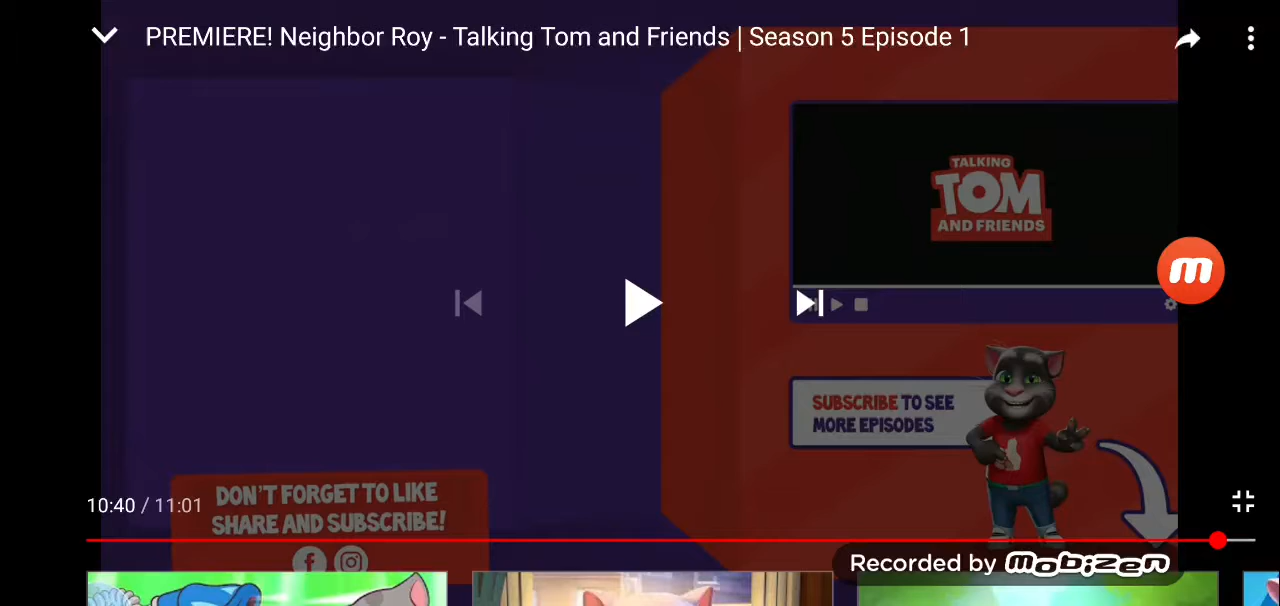 PREMIERE! Neighbor Roy - Talking Tom and Friends | Season 5 Episode 1
TALKING
TOM
AND FRIENDS
m
SUBSCRIBE TO SEE
MORE EPISODES
10:40 / 11:01
DON'T FORGET TO LIKE
SHARE AND SUBSCRIBE!
f
Recorded by mobizen